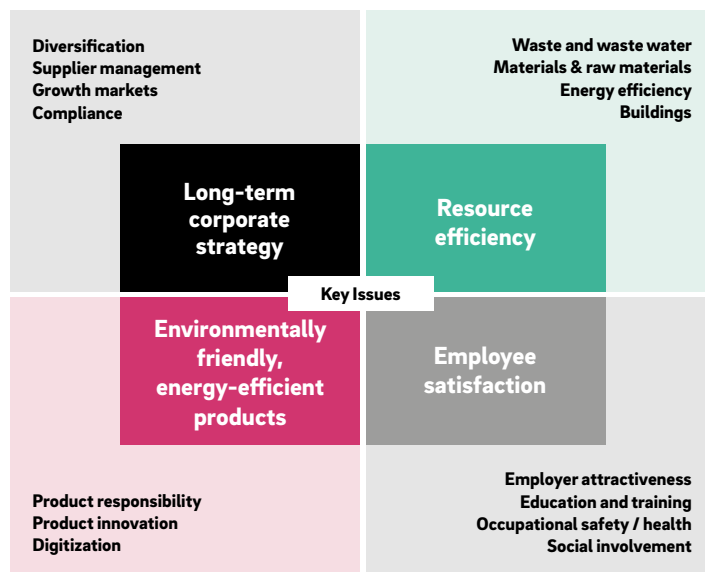 Diversification
Supplier management
Growth markets
Compliance
Waste and waste water
Materials & raw materials
Energy efficiency
Buildings
Long-term
corporate
strategy
Resource
efficiency
Key Issues
Environmentally
friendly,
energy-efficient
products
Employee
satisfaction
Product responsibility
Product innovation
Digitization
Employer attractiveness
Education and training
Occupational safety / health
Social involvement